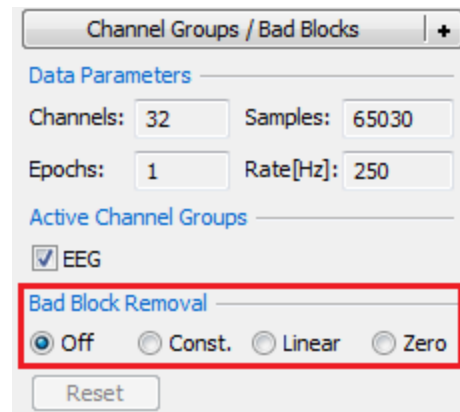 Channel Groups / Bad Blocks +
Data Parameters
Channels: 32 Samples: 65030
Epochs: 1 Rate[Hz]: 250
Active Channel Groups
EEG
Bad Block Removal
Off Const. Linear Zero
Reset